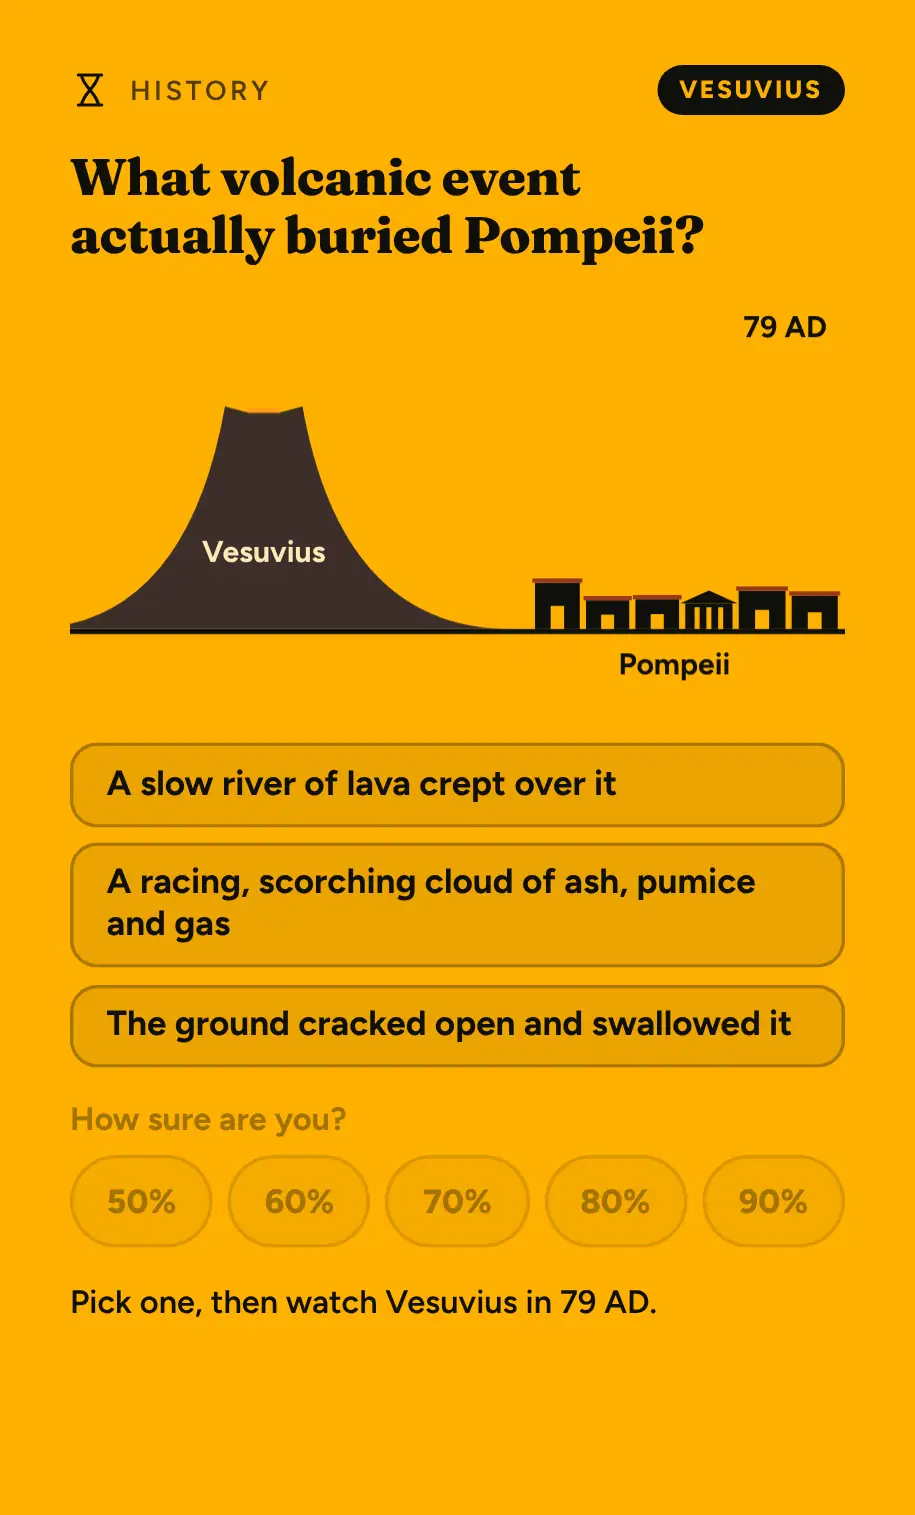 HISTORY
VESUVIUS
What volcanic event
actually buried Pompeii?
79 AD
Vesuvius
Pompeii
A slow river of lava crept over it
A racing, scorching cloud of ash, pumice
and gas
The ground cracked open and swallowed it
How sure are you?
50% 60% 70% 80% 90%
Pick one, then watch Vesuvius in 79 AD.